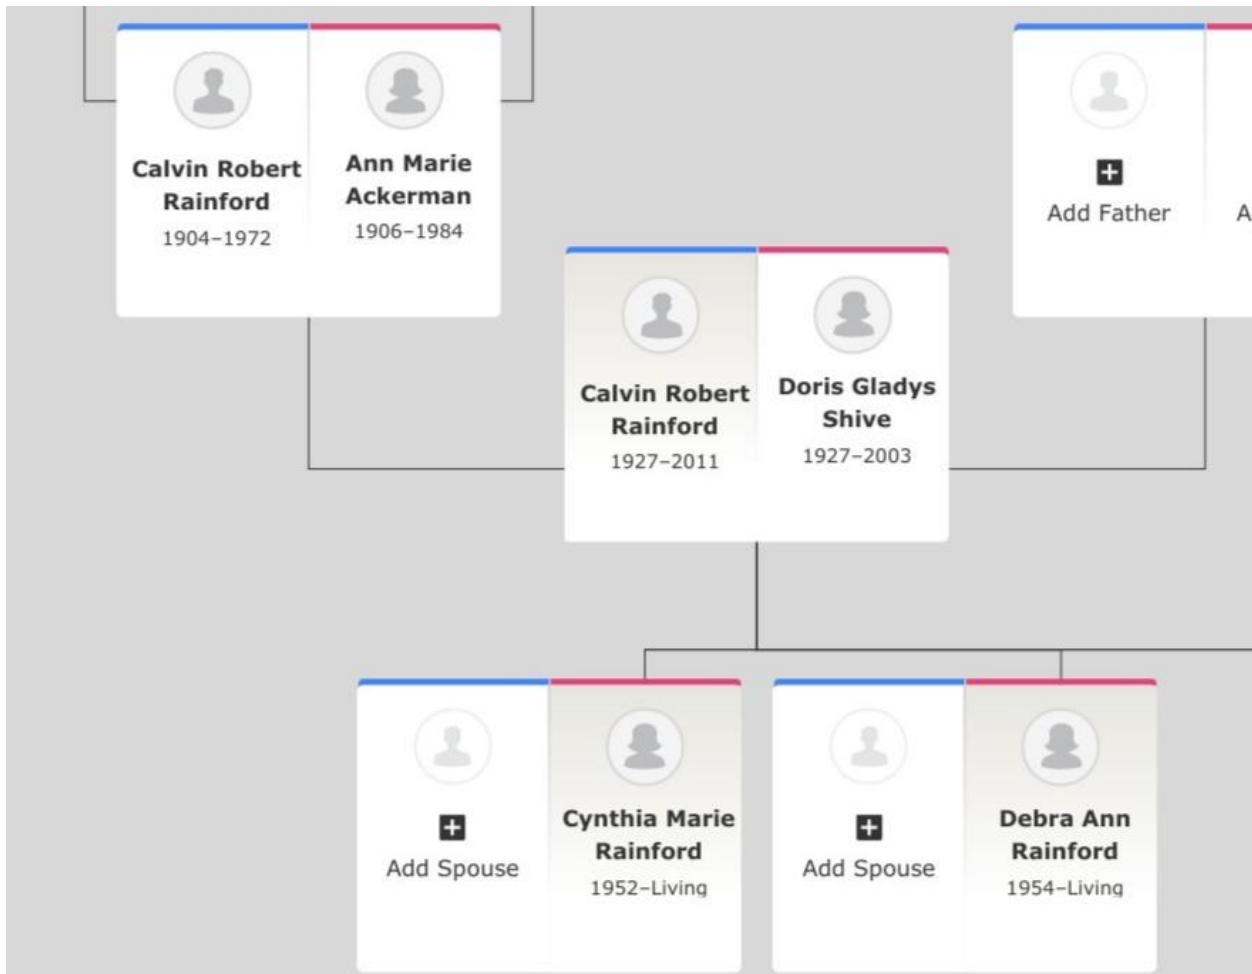 Calvin Robert
Rainford
1904–1972
Ann Marie
Ackerman
1906–1984
Add Father
A
Calvin Robert
Rainford
1927–2011
Doris Gladys
Shive
1927–2003
Add Spouse
Cynthia Marie
Rainford
1952–Living
Add Spouse
Debra Ann
Rainford
1954–Living